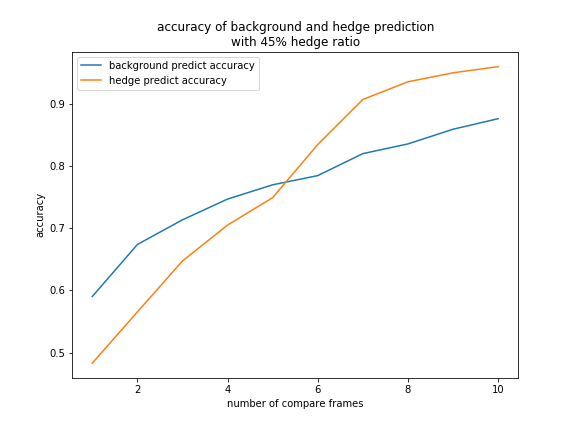 accuracy of background and hedge prediction
with 45% hedge ratio
background predict accuracy
hedge predict accuracy
accuracy
0.9
0.8
0.7
0.6
0.5
2 4 6 8 10
number of compare frames